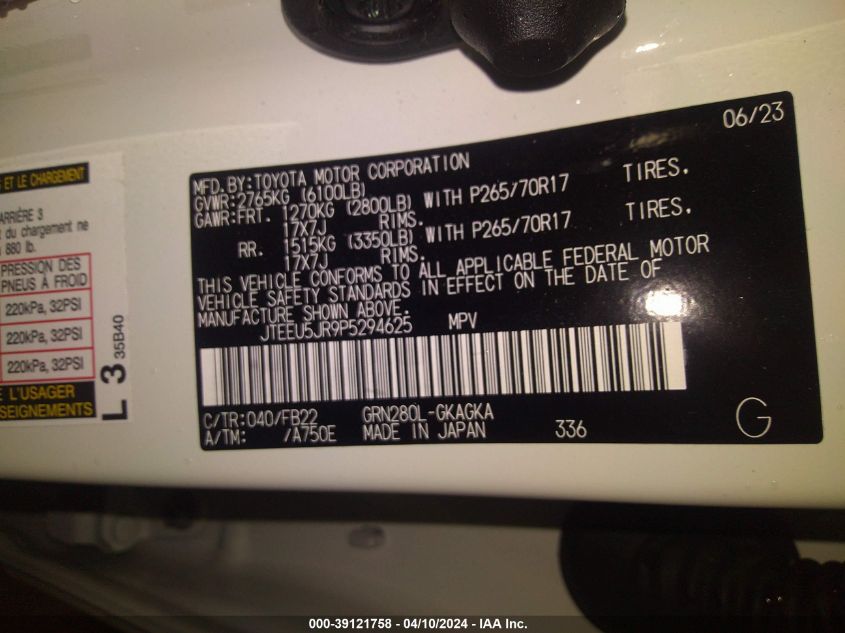 S ET LE CHARGEMENT
ARRIÈRE 3
t du chargement ne
880 lb.
PRESSION DES
PNEUS À FROID
220kPa, 32PSI
220kPa, 32PSI
220kPa, 32PSI
L'USAGER
SEIGNEMENTS
L 3 35B40
06/23
MFD.BY:TOYOTA MOTOR CORPORATION
GVWR:2765KG (6100LB)
GAWR:FRT. 1270KG (2800LB) WITH P265/70R17 TIRES.
17X7J RIMS.
RR. 1515KG (3350LB) WITH P265/70R17 TIRES.
17X7J RIMS.
THIS VEHICLE CONFORMS TO ALL APPLICABLE FEDERAL MOTOR
VEHICLE SAFETY STANDARDS IN EFFECT ON THE DATE OF
MANUFACTURE SHOWN ABOVE.
JTEEU5JR9P5294625 MPV
C/TR:040/FB22 GRN280L-GKAGKA
A/TM: /A750E MADE IN JAPAN 336
G
000-39121758 - 04/10/2024 - IAA Inc.